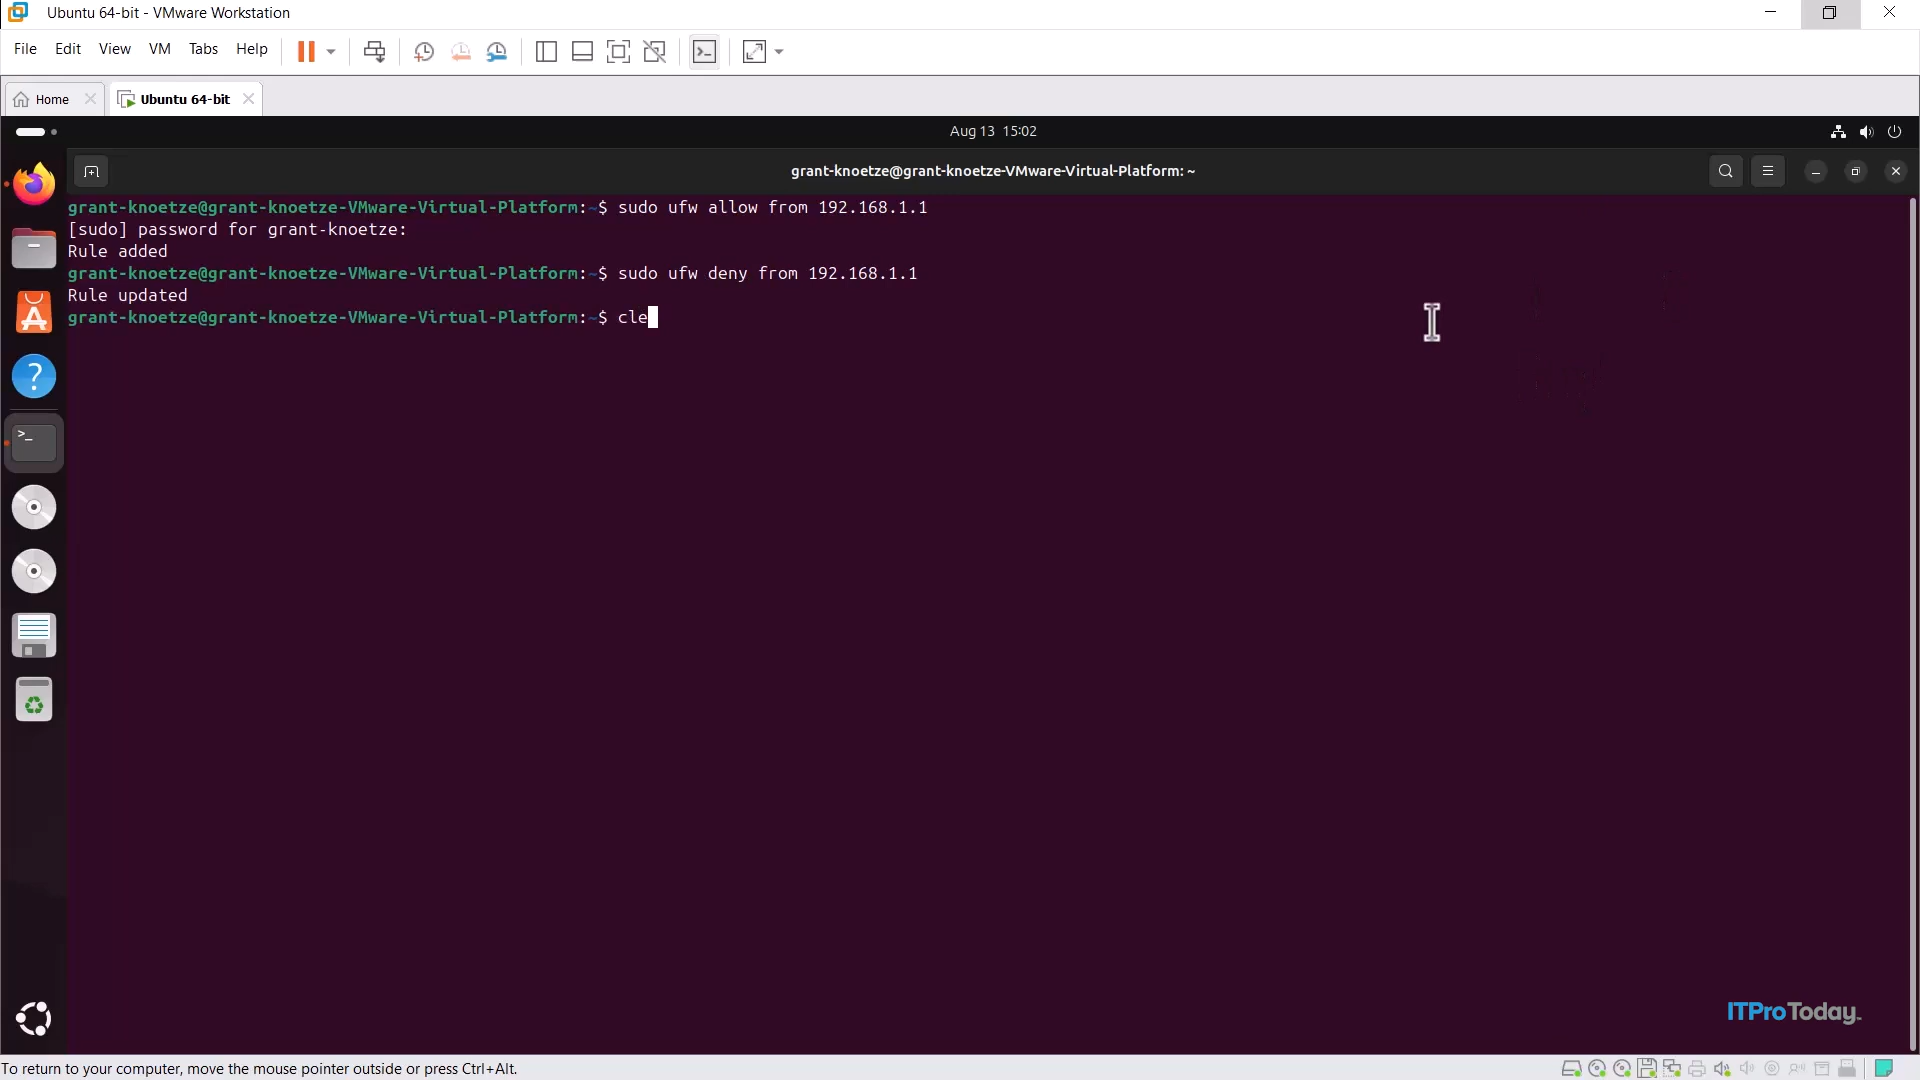 Ubuntu 64-bit - VMware Workstation
File Edit View VM Tabs Help
Home
Ubuntu 64-bit
Aug 13 15:02
grant-knoetze@grant-knoetze-VMware-Virtual-Platform: ~
grant-knoetze@grant-knoetze-VMware-Virtual-Platform:~$ sudo ufw allow from 192.168.1.1
[sudo] password for grant-knoetze:
Rule added
grant-knoetze@grant-knoetze-VMware-Virtual-Platform:~$ sudo ufw deny from 192.168.1.1
Rule updated
grant-knoetze@grant-knoetze-VMware-Virtual-Platform:~$ cle
ITProToday
To return to your computer, move the mouse pointer outside or press Ctrl+Alt.